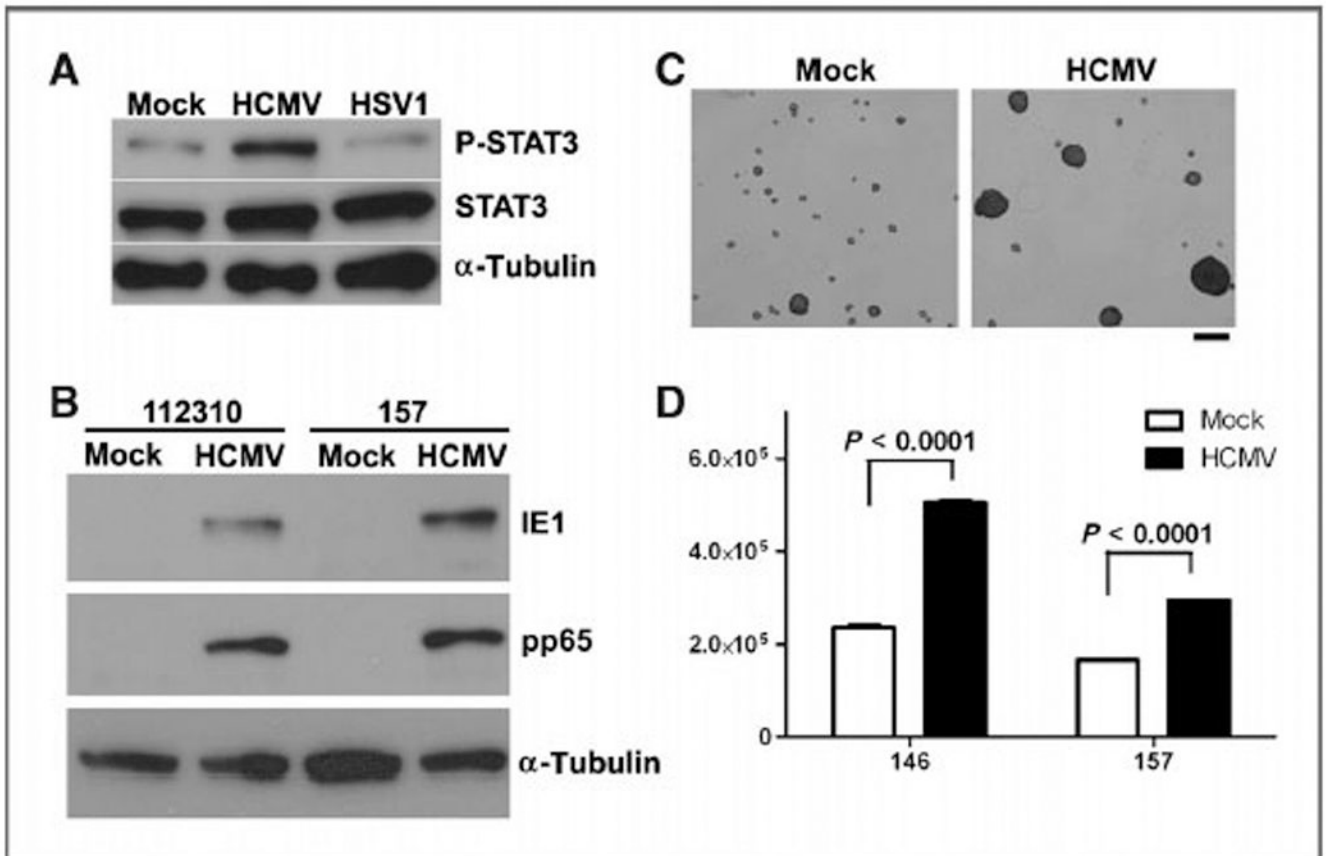 A
Mock HCMV HSV1
P-STAT3
STAT3
α-Tubulin
B
112310 157
Mock HCMV Mock HCMV
IE1
pp65
α-Tubulin
C
Mock HCMV
D
Mock
HCMV
P < 0.0001
P < 0.0001
6.0×10⁵
4.0×10⁵
2.0×10⁵
0
146 157